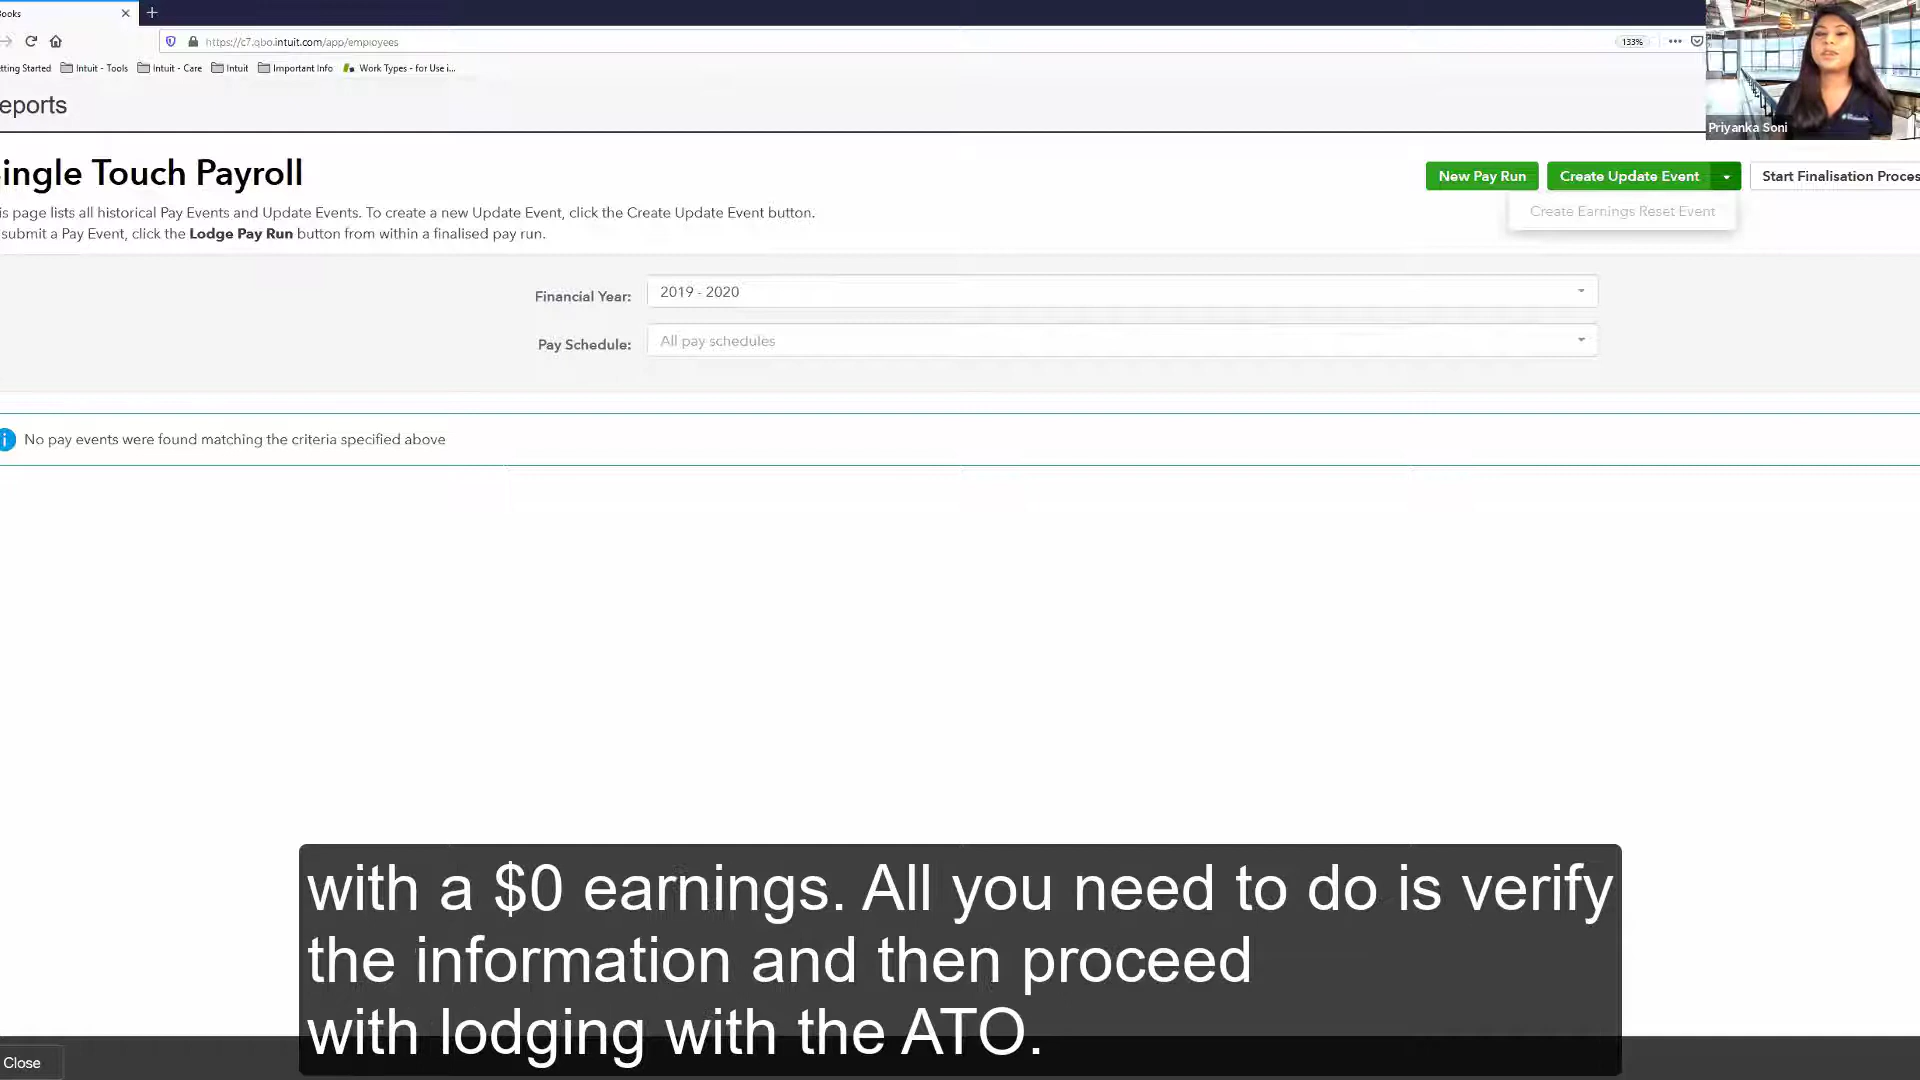 ooks
https://c7.qbo.intuit.com/app/employees
133%
tting Started Intuit - Tools Intuit - Care Intuit Important Info Work Types - for Use i...
eports
Priyanka Soni
ingle Touch Payroll
New Pay Run Create Update Event Start Finalisation Proces
Create Earnings Reset Event
is page lists all historical Pay Events and Update Events. To create a new Update Event, click the Create Update Event button.
submit a Pay Event, click the Lodge Pay Run button from within a finalised pay run.
Financial Year: 2019 - 2020
Pay Schedule: All pay schedules
No pay events were found matching the criteria specified above
with a $0 earnings. All you need to do is verify
the information and then proceed
with lodging with the ATO.
Close